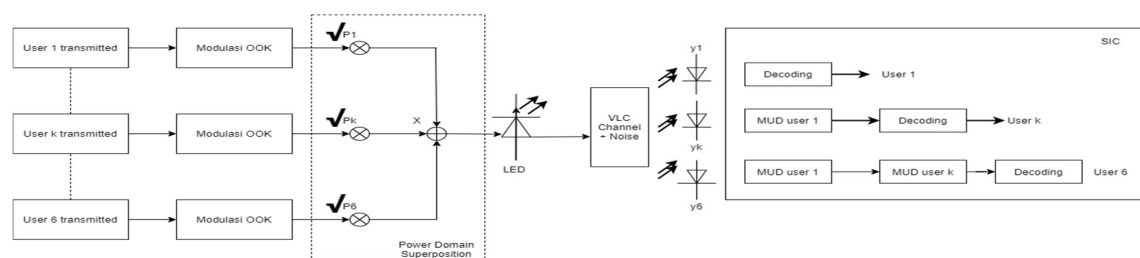 User 1 transmitted
Modulasi OOK
√P1
User k transmitted
Modulasi OOK
√Pk
X
User 6 transmitted
Modulasi OOK
√P6
Power Domain
Superposition
LED
VLC
Channel
+ Noise
y1
yk
y6
SIC
Decoding
User 1
MUD user 1
Decoding
User k
MUD user 1
MUD user k
Decoding
User 6